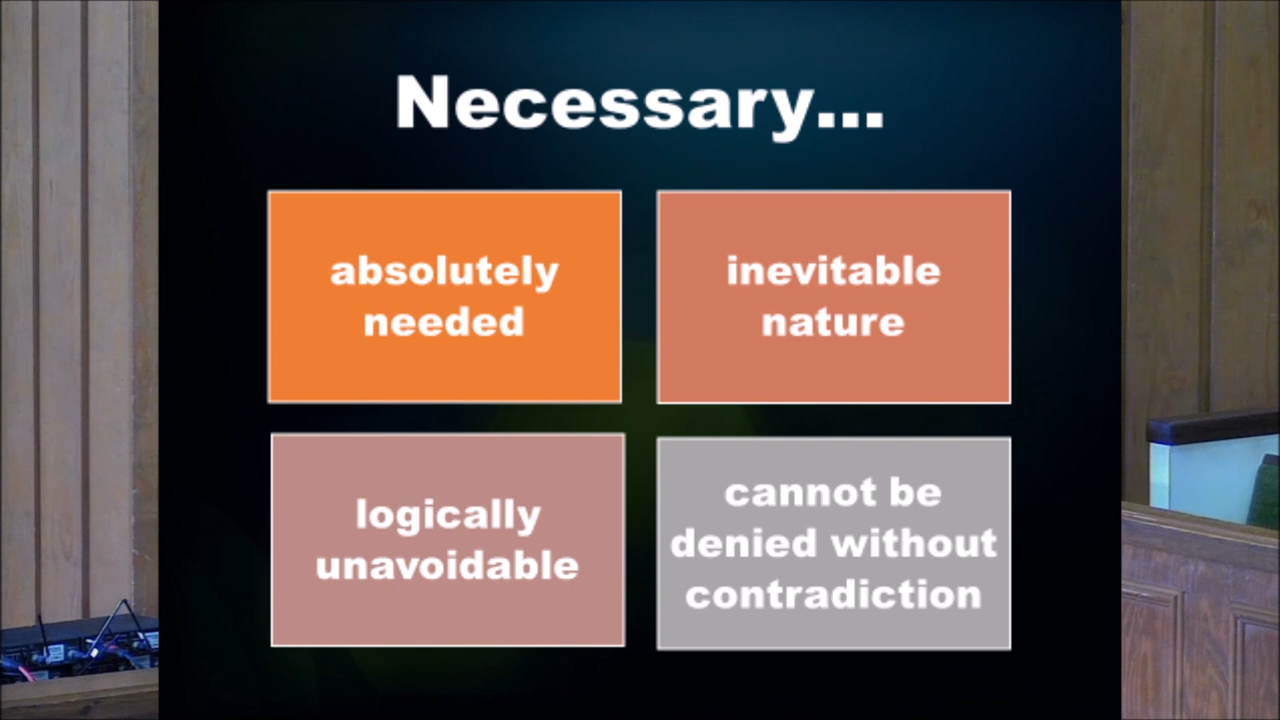 Necessary...
absolutely
needed
inevitable
nature
logically
unavoidable
cannot be
denied without
contradiction